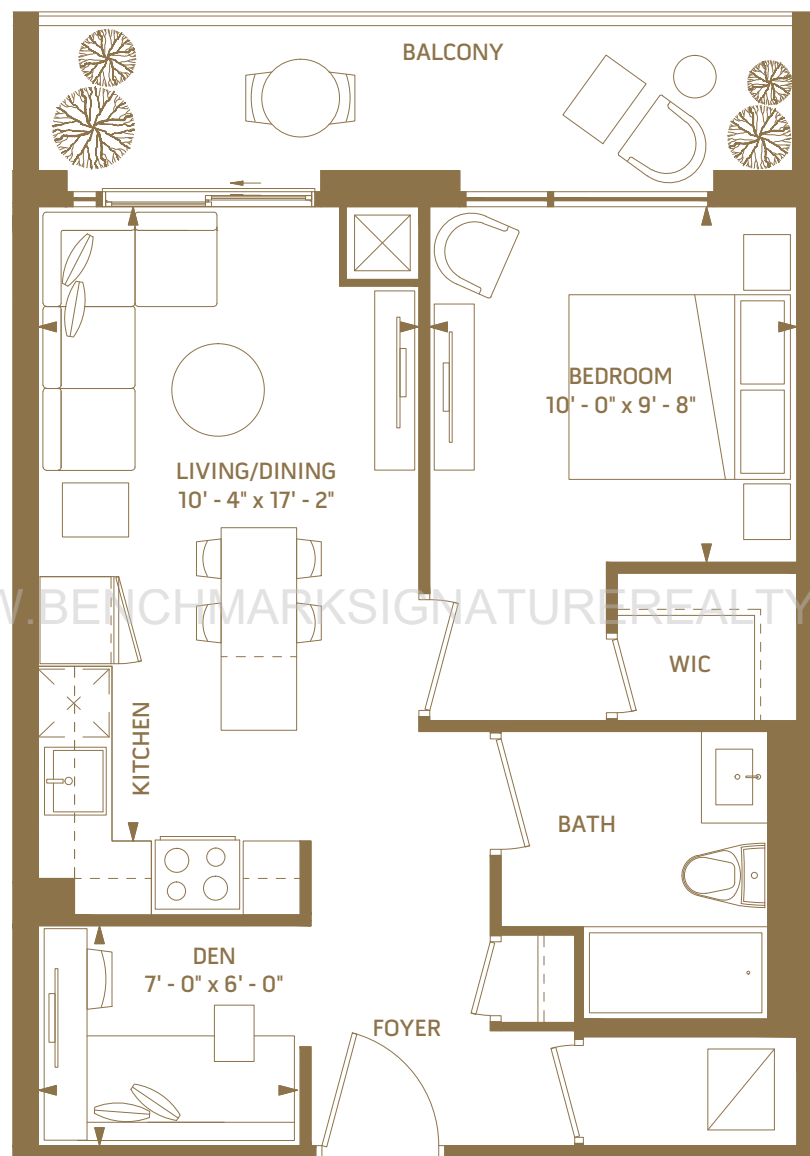 BALCONY
BEDROOM
10' - 0" x 9' - 8"
LIVING/DINING
10' - 4" x 17' - 2"
W.BENCHMARKSIGNATUREREALTY
WIC
KITCHEN
BATH
DEN
7' - 0" x 6' - 0"
FOYER